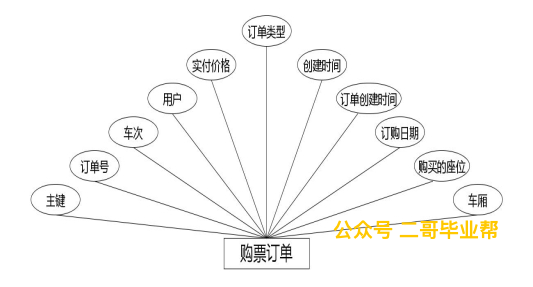 订单类型
实付价格
创建时间
用户
订单创建时间
车次
订购日期
订单号
购买的座位
主键
车厢
公众号 二哥毕业帮
购票订单